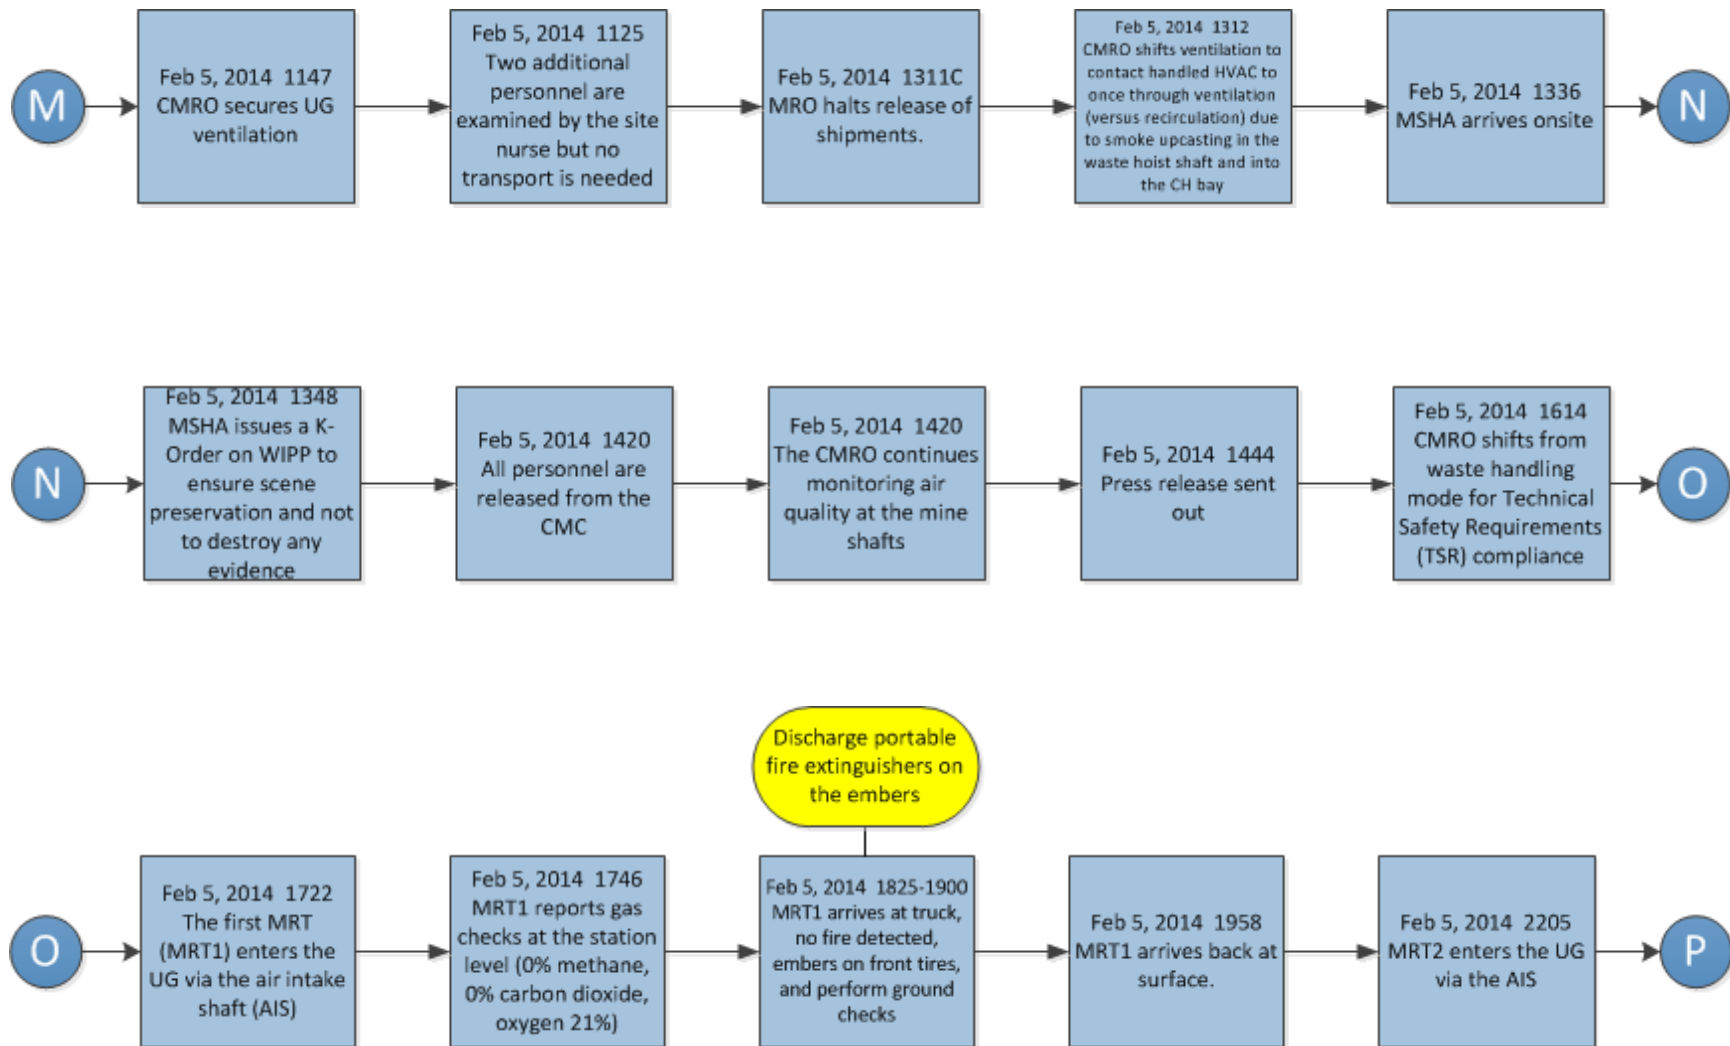 M
Feb 5, 2014 1147
CMRO secures UG
ventilation
Feb 5, 2014 1125
Two additional
personnel are
examined by the site
nurse but no
transport is needed
Feb 5, 2014 1311C
MRO halts release of
shipments.
Feb 5, 2014 1312
CMRO shifts ventilation to
contact handled HVAC to
once through ventilation
(versus recirculation) due
to smoke upcasting in the
waste hoist shaft and into
the CH bay
Feb 5, 2014 1336
MSHA arrives onsite
N
N
Feb 5, 2014 1348
MSHA issues a K-
Order on WIPP to
ensure scene
preservation and not
to destroy any
evidence
Feb 5, 2014 1420
All personnel are
released from the
CMC
Feb 5, 2014 1420
The CMRO continues
monitoring air
quality at the mine
shafts
Feb 5, 2014 1444
Press release sent
out
Feb 5, 2014 1614
CMRO shifts from
waste handling
mode for Technical
Safety Requirements
(TSR) compliance
O
Discharge portable
fire extinguishers on
the embers
O
Feb 5, 2014 1722
The first MRT
(MRT1) enters the
UG via the air intake
shaft (AIS)
Feb 5, 2014 1746
MRT1 reports gas
checks at the station
level (0% methane,
0% carbon dioxide,
oxygen 21%)
Feb 5, 2014 1825-1900
MRT1 arrives at truck,
no fire detected,
embers on front tires,
and perform ground
checks
Feb 5, 2014 1958
MRT1 arrives back at
surface.
Feb 5, 2014 2205
MRT2 enters the UG
via the AIS
P